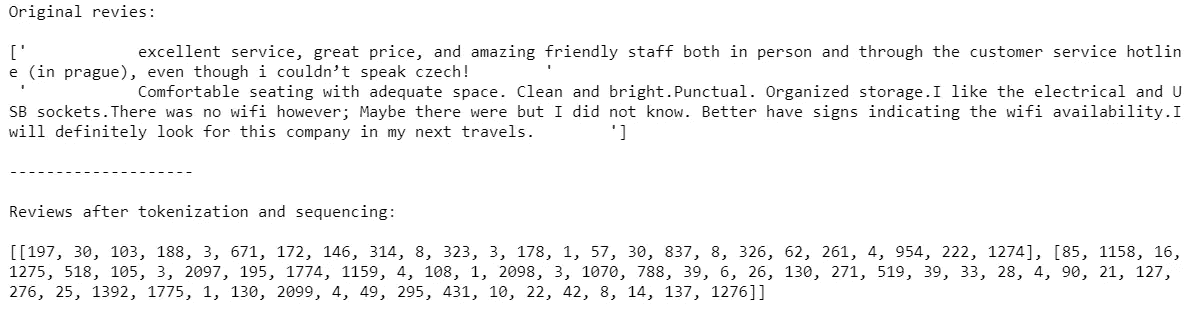 Original revies:
['            excellent service, great price, and amazing friendly staff both in person and through the customer service hotlin
e (in prague), even though i couldn’t speak czech!        '
 '            Comfortable seating with adequate space. Clean and bright.Punctual. Organized storage.I like the electrical and U
SB sockets.There was no wifi however; Maybe there were but I did not know. Better have signs indicating the wifi availability.I
will definitely look for this company in my next travels.        ']
--------------------
Reviews after tokenization and sequencing:
[[197, 30, 103, 188, 3, 671, 172, 146, 314, 8, 323, 3, 178, 1, 57, 30, 837, 8, 326, 62, 261, 4, 954, 222, 1274], [85, 1158, 16,
1275, 518, 105, 3, 2097, 195, 1774, 1159, 4, 108, 1, 2098, 3, 1070, 788, 39, 6, 26, 130, 271, 519, 39, 33, 28, 4, 90, 21, 127,
276, 25, 1392, 1775, 1, 130, 2099, 4, 49, 295, 431, 10, 22, 42, 8, 14, 137, 1276]]